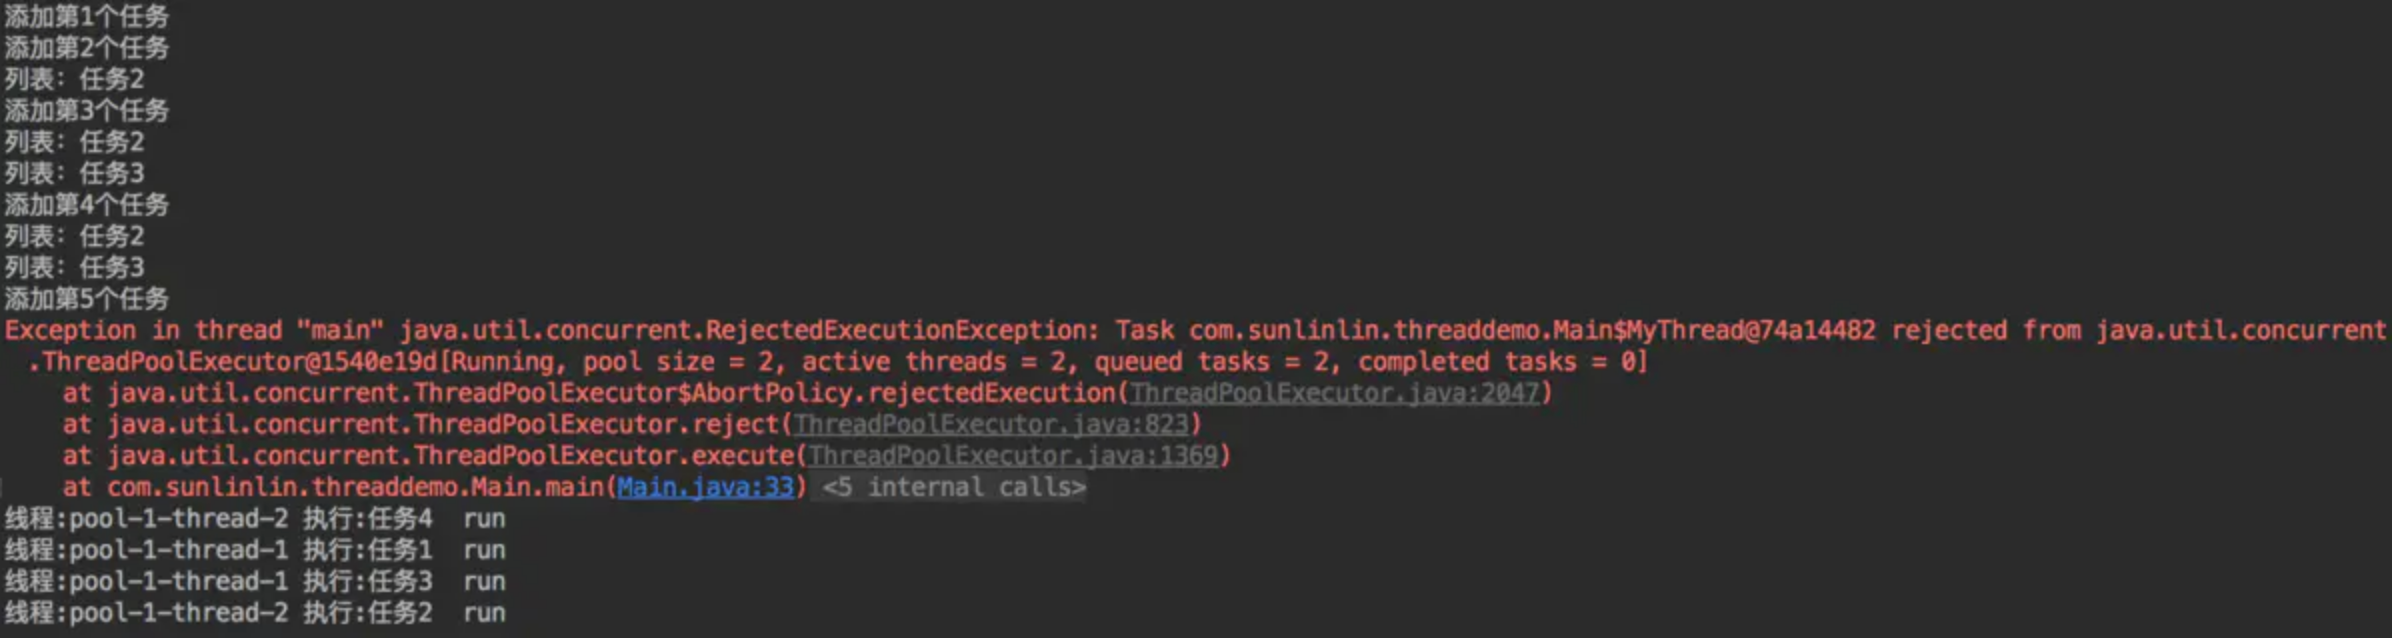 添加第1个任务
添加第2个任务
列表：任务2
添加第3个任务
列表：任务2
列表：任务3
添加第4个任务
列表：任务2
列表：任务3
添加第5个任务
Exception in thread "main" java.util.concurrent.RejectedExecutionException: Task com.sunlinlin.threaddemo.Main$MyThread@74a14482 rejected from java.util.concurrent
.ThreadPoolExecutor@1540e19d[Running, pool size = 2, active threads = 2, queued tasks = 2, completed tasks = 0]
at java.util.concurrent.ThreadPoolExecutor$AbortPolicy.rejectedExecution(ThreadPoolExecutor.java:2047)
at java.util.concurrent.ThreadPoolExecutor.reject(ThreadPoolExecutor.java:823)
at java.util.concurrent.ThreadPoolExecutor.execute(ThreadPoolExecutor.java:1369)
at com.sunlinlin.threaddemo.Main.main(Main.java:33) <5 internal calls>
线程:pool-1-thread-2 执行:任务4  run
线程:pool-1-thread-1 执行:任务1  run
线程:pool-1-thread-1 执行:任务3  run
线程:pool-1-thread-2 执行:任务2  run